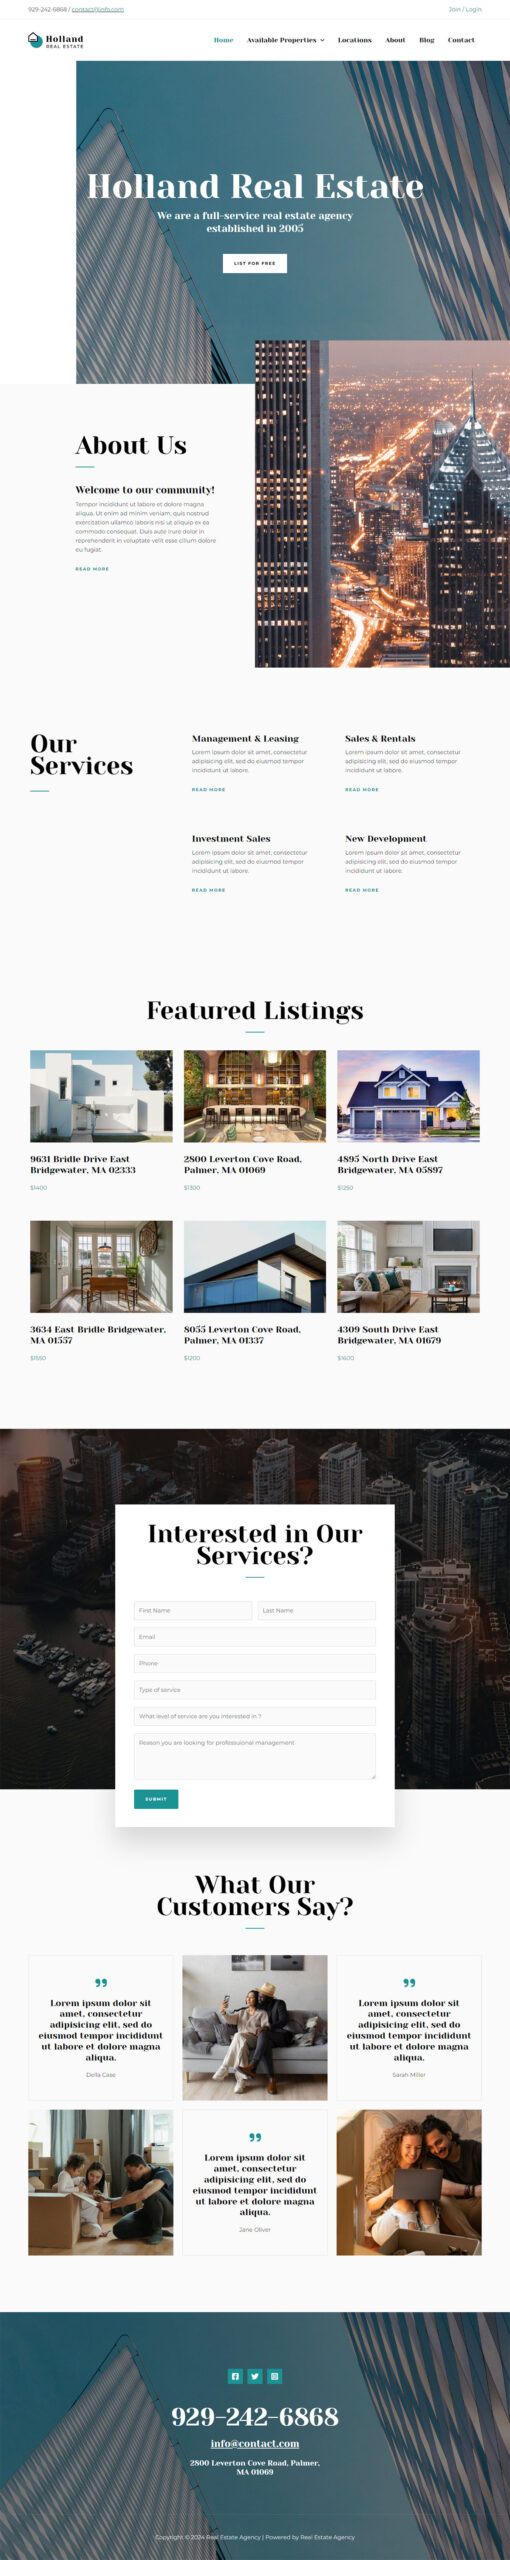 929-242-6868 / contact@info.com
Join / Login
Holland
REAL ESTATE
Home
Available Properties
Locations
About
Blog
Contact
Holland Real Estate
We are a full-service real estate agency
established in 2005
LIST FOR FREE
About Us
Welcome to our community!
Tempor incididunt ut labore et dolore magna
aliqua. Ut enim ad minim veniam, quis nostrud
exercitation ullamco laboris nisi ut aliquip ex ea
commodo consequat. Duis aute irure dolor in
reprehenderit in voluptate velit esse cillum dolore
eu fugiat.
READ MORE
Our
Services
Management & Leasing
Lorem ipsum dolor sit amet, consectetur
adipisicing elit, sed do eiusmod tempor
incididunt ut labore.
READ MORE
Sales & Rentals
Lorem ipsum dolor sit amet, consectetur
adipisicing elit, sed do eiusmod tempor
incididunt ut labore.
READ MORE
Investment Sales
Lorem ipsum dolor sit amet, consectetur
adipisicing elit, sed do eiusmod tempor
incididunt ut labore.
READ MORE
New Development
Lorem ipsum dolor sit amet, consectetur
adipisicing elit, sed do eiusmod tempor
incididunt ut labore.
READ MORE
Featured Listings
9631 Bridle Drive East
Bridgewater, MA 02333
$1400
2800 Leverton Cove Road,
Palmer, MA 01069
$1300
4895 North Drive East
Bridgewater, MA 05897
$1250
3634 East Bridle Bridgewater,
MA 01557
$1550
8055 Leverton Cove Road,
Palmer, MA 01337
$1200
4309 South Drive East
Bridgewater, MA 01679
$1600
Interested in Our
Services?
First Name
Last Name
Email
Phone
Type of service
What level of service are you interested in ?
Reason you are looking for professuional management
SUBMIT
What Our
Customers Say?
Lorem ipsum dolor sit
amet, consectetur
adipisicing elit, sed do
eiusmod tempor incididunt
ut labore et dolore magna
aliqua.
Della Case
Lorem ipsum dolor sit
amet, consectetur
adipisicing elit, sed do
eiusmod tempor incididunt
ut labore et dolore magna
aliqua.
Sarah Miller
Lorem ipsum dolor sit
amet, consectetur
adipisicing elit, sed do
eiusmod tempor incididunt
ut labore et dolore magna
aliqua.
Jane Oliver
929-242-6868
info@contact.com
2800 Leverton Cove Road, Palmer,
MA 01069
Copyright © 2024 Real Estate Agency | Powered by Real Estate Agency